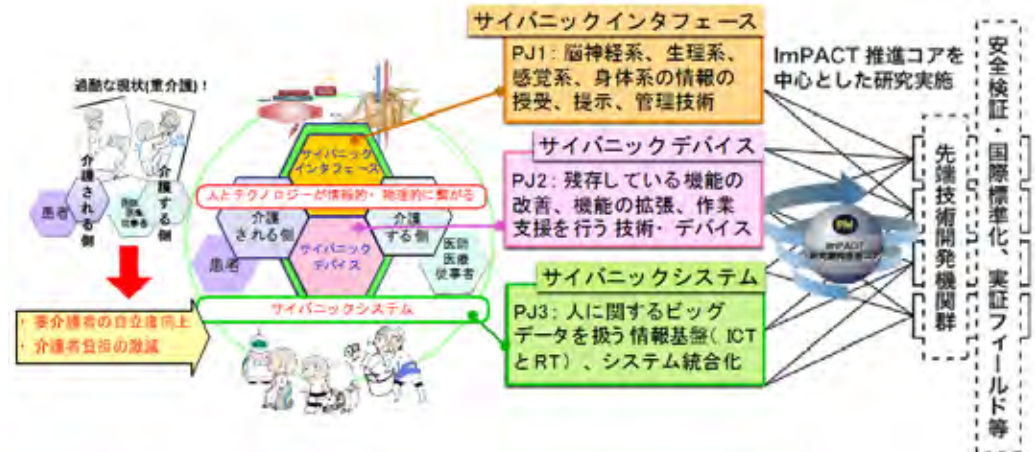 過酷な現状(重介護)！
介護される側
介護する側
患者
・要介護者の自立度向上
・介護者負担の激減
サイバニック
インタフェース
人とテクノロジーが情報的・物理的に繋がる
介護
される側
介護
する側
患者
サイバニック
デバイス
医師
医療
従事者
サイバニックシステム
サイバニックインタフェース
PJ1：脳神経系、生理系、
感覚系、身体系の情報の
授受、提示、管理技術
サイバニックデバイス
PJ2：残存している機能の
改善、機能の拡張、作業
支援を行う技術・デバイス
サイバニックシステム
PJ3：人に関するビッグ
データを扱う情報基盤（ICT
とRT）、システム統合化
ImPACT 推進コアを
中心とした研究実施
PM
ImPACT
先端技術開発機関群
安全検証・国際標準化、実証フィールド等